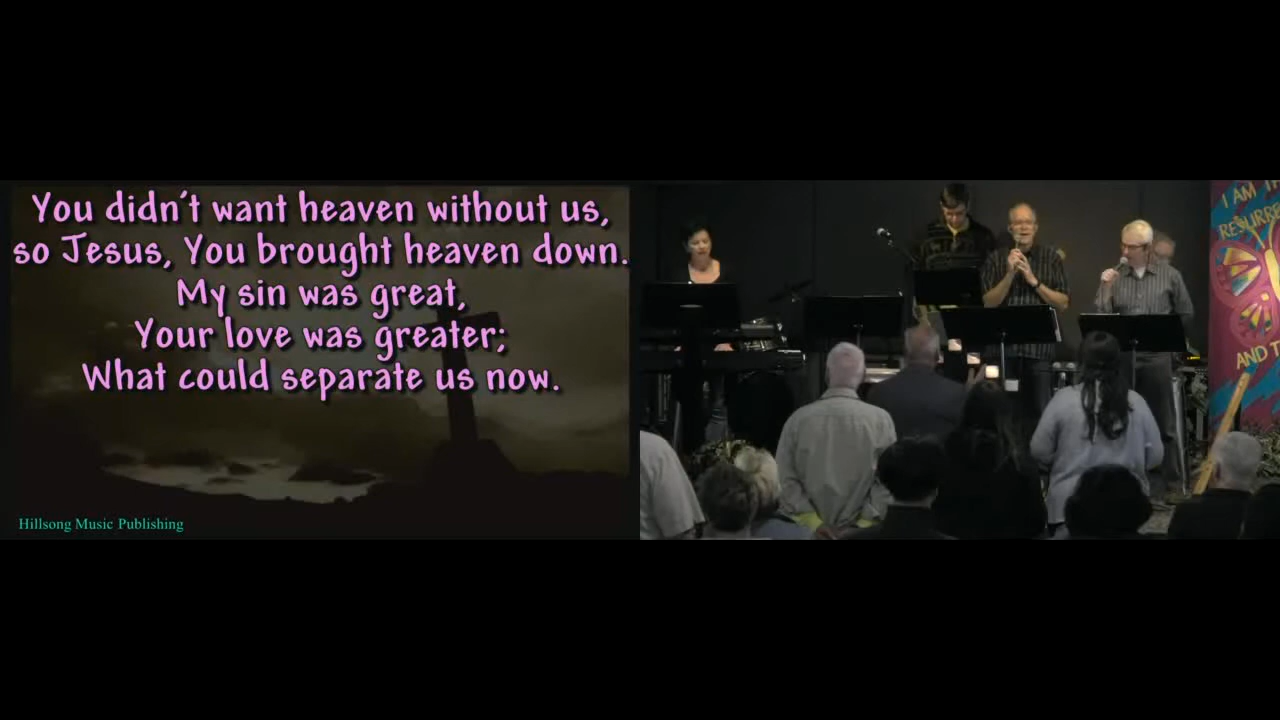 You didn't want heaven without us,
so Jesus, You brought heaven down.
My sin was great,
Your love was greater;
What could separate us now.
Hillsong Music Publishing
I AM
AND